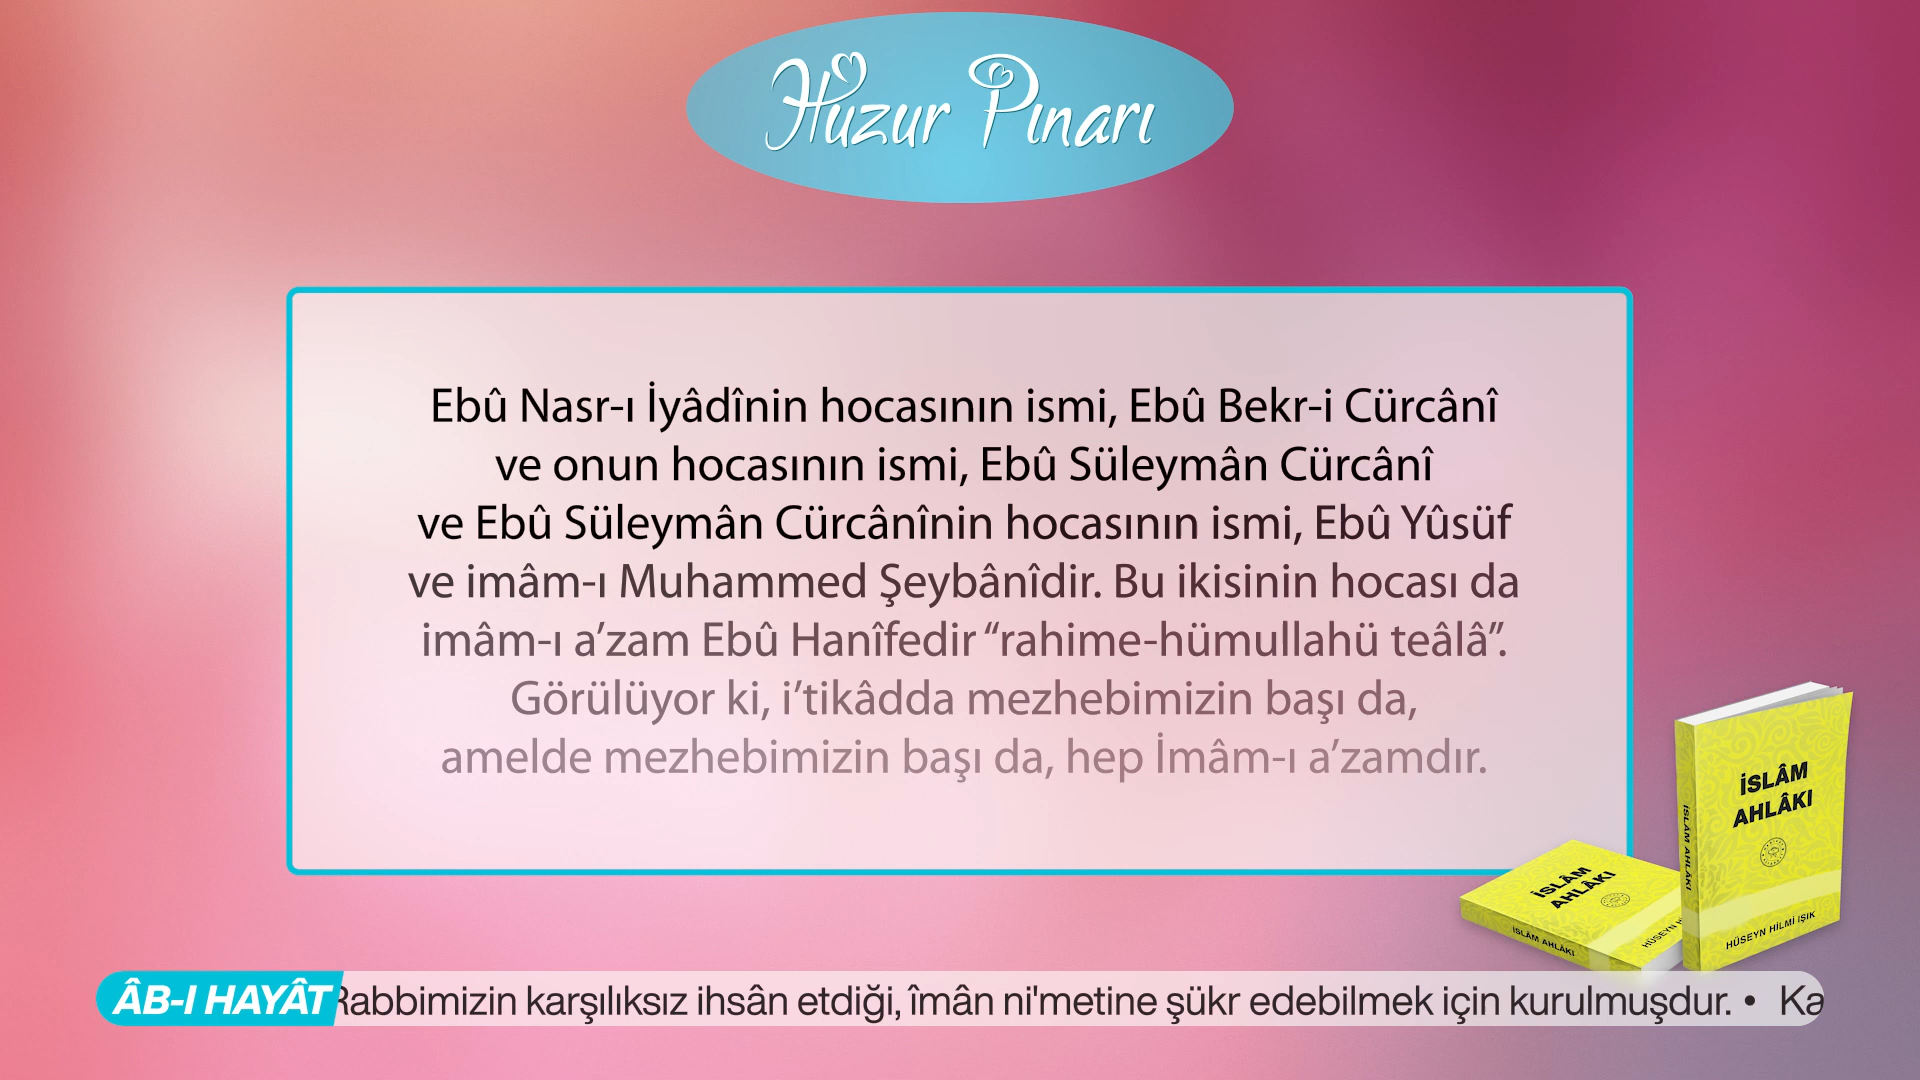 Huzur Pınarı
Ebû Nasr-ı İyâdînin hocasının ismi, Ebû Bekr-i Cürcânî
ve onun hocasının ismi, Ebû Süleymân Cürcânî
ve Ebû Süleymân Cürcânînin hocasının ismi, Ebû Yûsüf
ve imâm-ı Muhammed Şeybânîdir. Bu ikisinin hocası da
imâm-ı a’zam Ebû Hanîfedir “rahime-hümullahü teâlâ”.
Görülüyor ki, i’tikâdda mezhebimizin başı da,
amelde mezhebimizin başı da, hep İmâm-ı a’zamdır.
İSLÂM
AHLÂKI
İSLÂM AHLÂKI
HÜSEYN HİLMİ IŞIK
İSLÂM
AHLÂKI
İSLÂM AHLÂKI
HÜSEYN
ÂB-I HAYÂT
Rabbimizin karşılıksız ihsân etdiği, îmân ni'metine şükr edebilmek için kurulmuşdur. • Ka